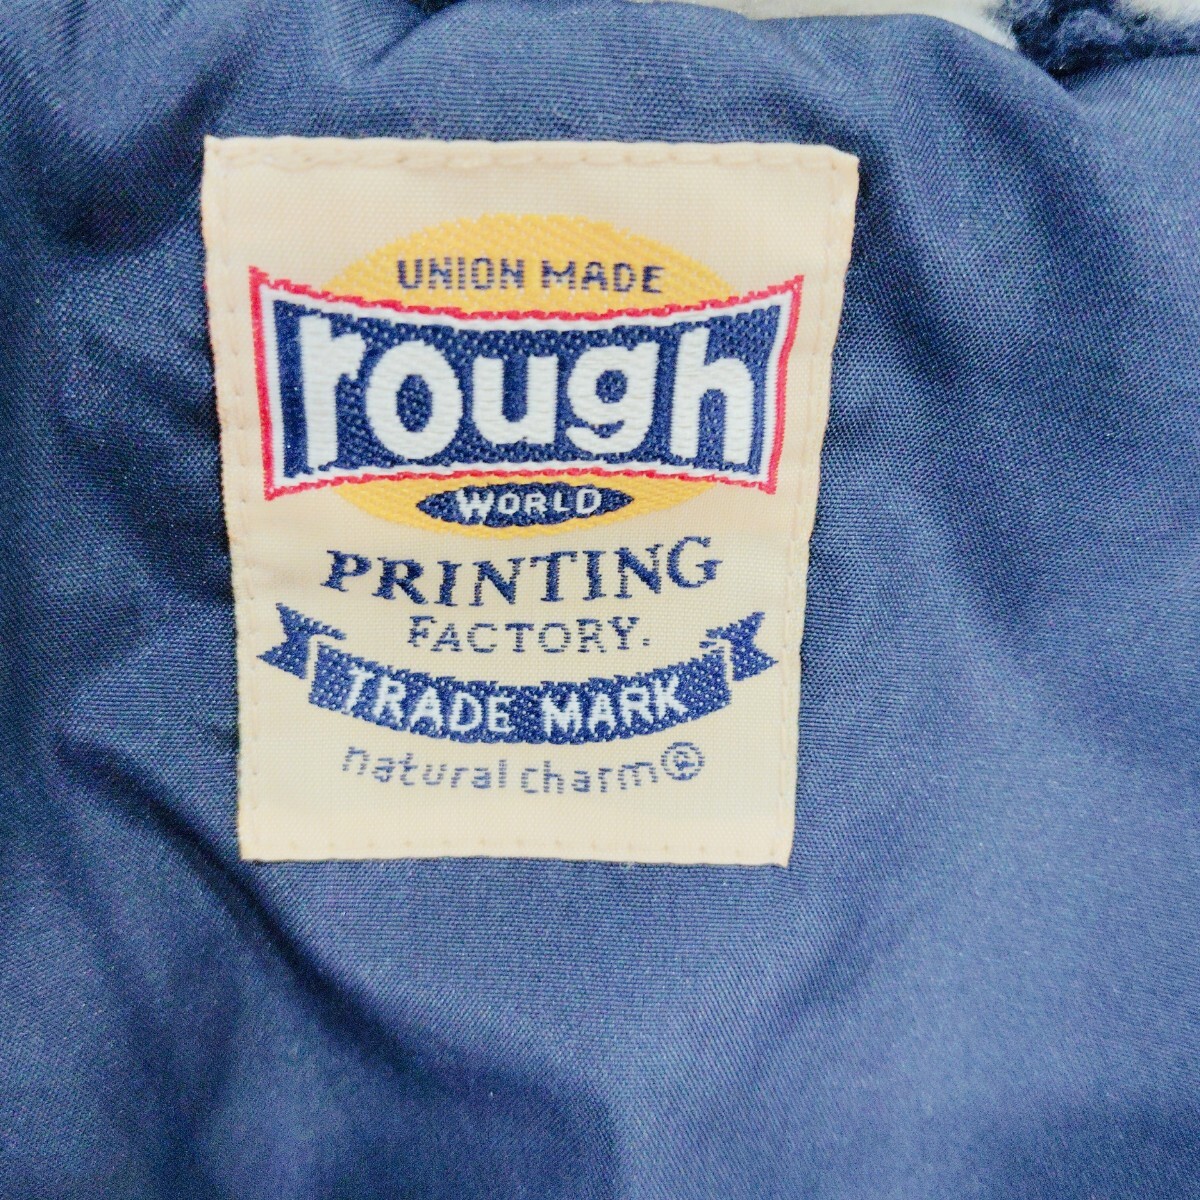 UNION MADE
rough
WORLD
PRINTING
FACTORY.
TRADE MARK
natural charm®